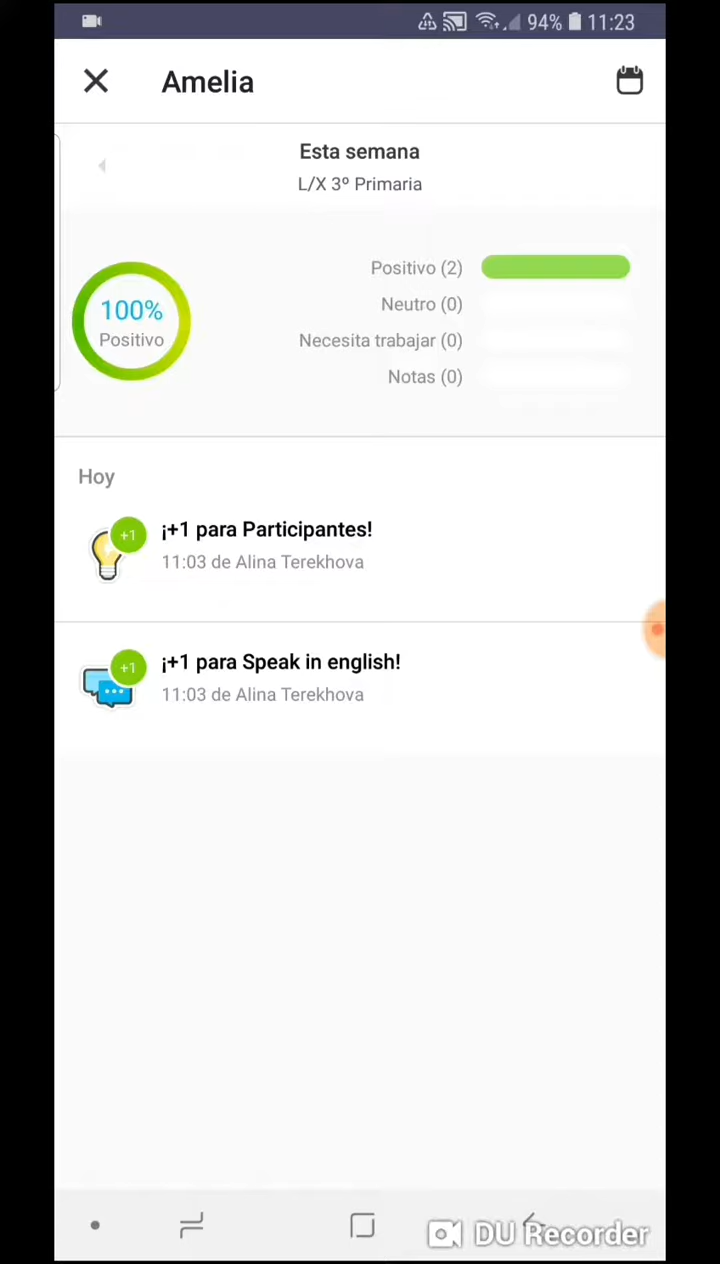 94% 11:23
Amelia
Esta semana
L/X 3º Primaria
100%
Positivo
Positivo (2)
Neutro (0)
Necesita trabajar (0)
Notas (0)
Hoy
+1
¡+1 para Participantes!
11:03 de Alina Terekhova
+1
¡+1 para Speak in english!
11:03 de Alina Terekhova
DU Recorder